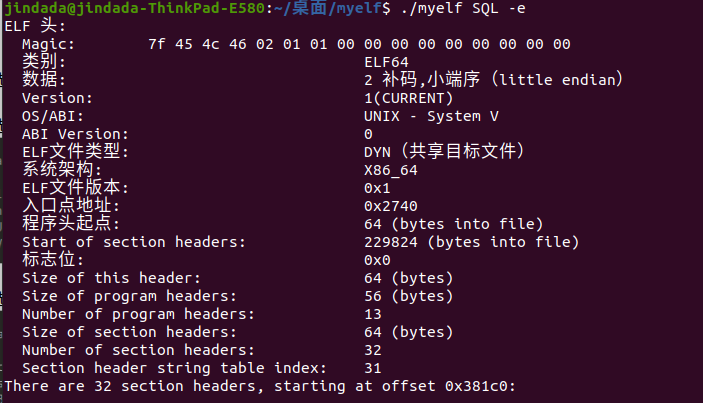 jindada@jindada-ThinkPad-E580:~/桌面/myelf$ ./myelf SQL -e
ELF 头:
Magic: 7f 45 4c 46 02 01 01 00 00 00 00 00 00 00 00 00
类别: ELF64
数据: 2 补码,小端序（little endian）
Version: 1(CURRENT)
OS/ABI: UNIX - System V
ABI Version: 0
ELF文件类型: DYN（共享目标文件）
系统架构: X86_64
ELF文件版本: 0x1
入口点地址: 0x2740
程序头起点: 64 (bytes into file)
Start of section headers: 229824 (bytes into file)
标志位: 0x0
Size of this header: 64 (bytes)
Size of program headers: 56 (bytes)
Number of program headers: 13
Size of section headers: 64 (bytes)
Number of section headers: 32
Section header string table index: 31
There are 32 section headers, starting at offset 0x381c0: